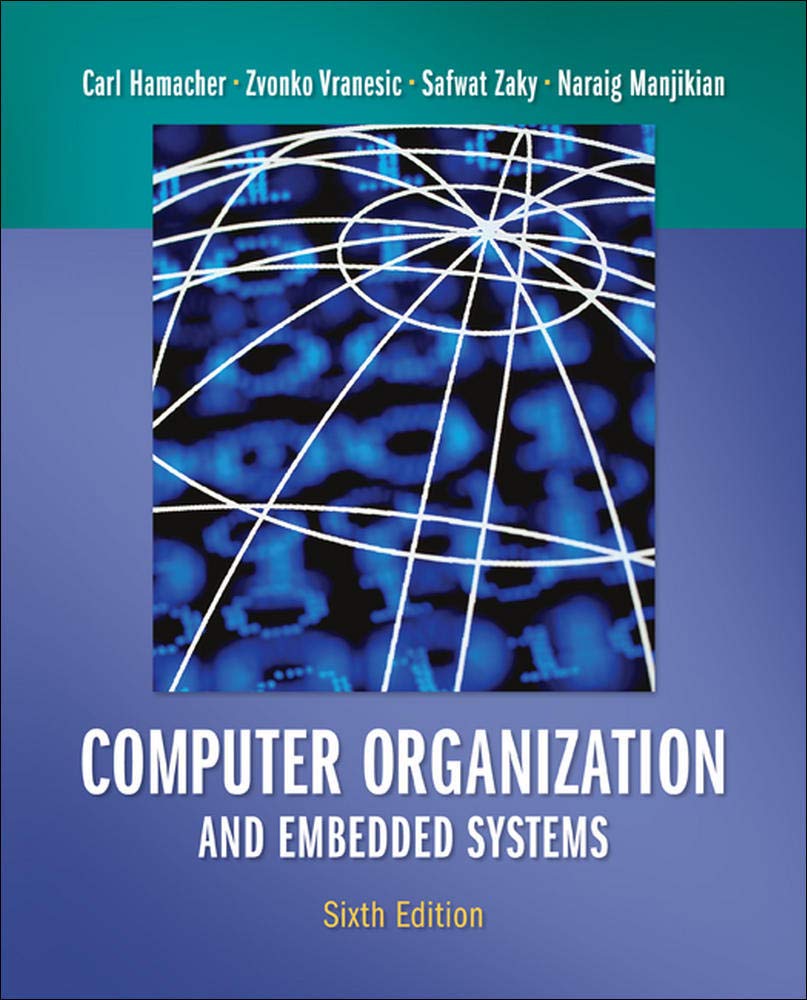 Carl Hamacher · Zvonko Vranesic · Safwat Zaky · Naraig Manjikian
COMPUTER ORGANIZATION
AND EMBEDDED SYSTEMS
Sixth Edition